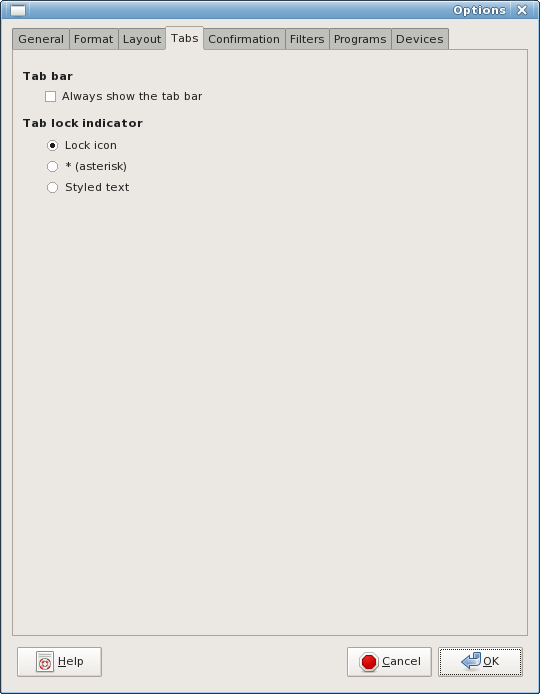 Options
General Format Layout Tabs Confirmation Filters Programs Devices
Tab bar
Always show the tab bar
Tab lock indicator
Lock icon
* (asterisk)
Styled text
Help Cancel OK